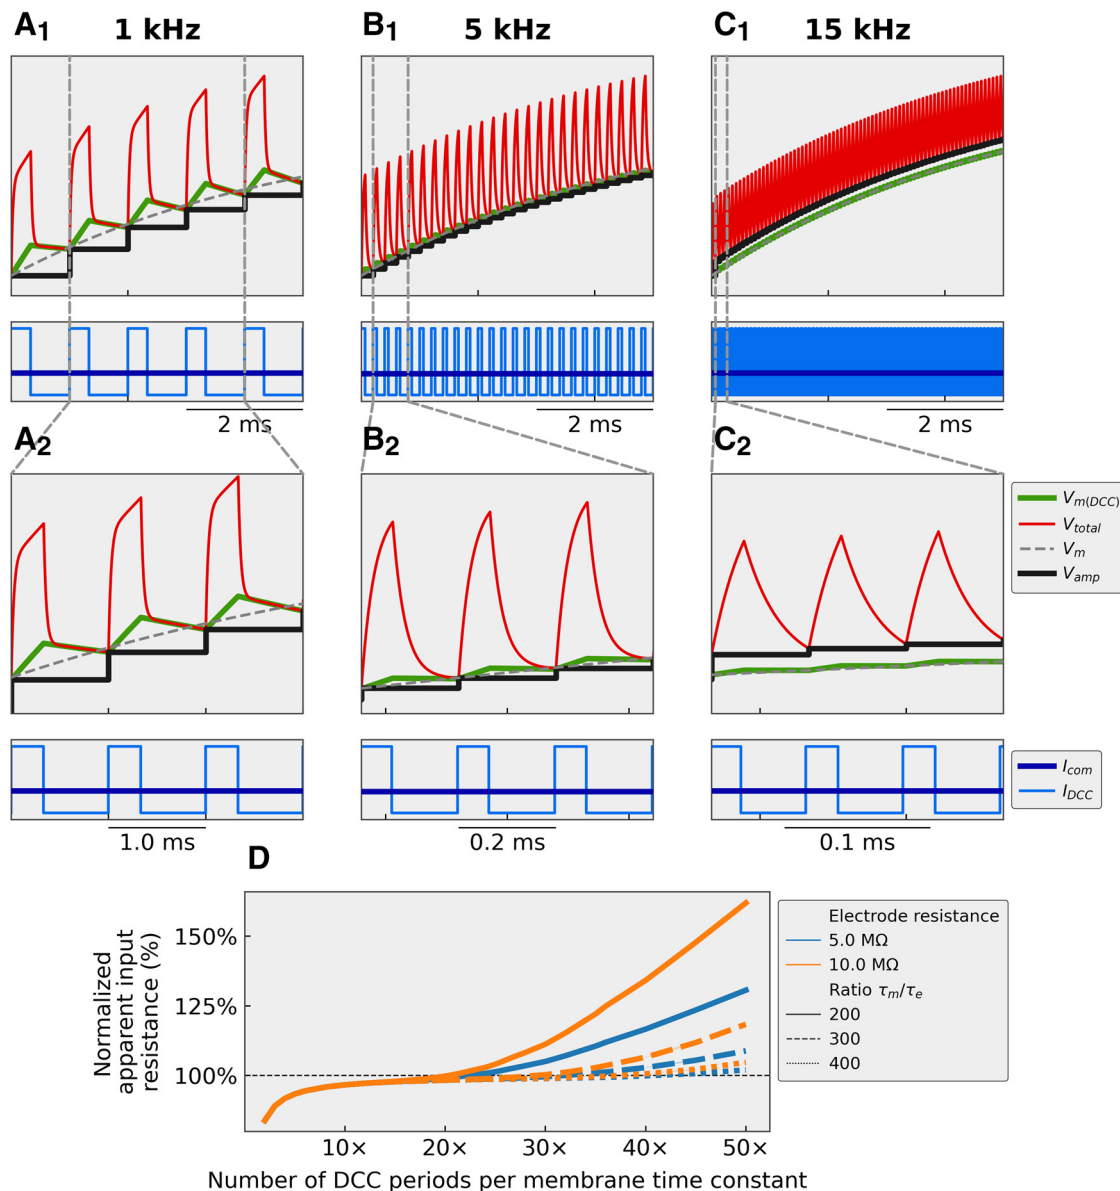 A1 1 kHz
B1 5 kHz
C1 15 kHz
2 ms
2 ms
2 ms
A2
B2
C2
Vm(DCC)
Vtotal
Vm
Vamp
Icom
IDCC
1.0 ms
0.2 ms
0.1 ms
D
Normalized
apparent input
resistance (%)
150%
125%
100%
10×
20×
30×
40×
50×
Number of DCC periods per membrane time constant
Electrode resistance
5.0 MΩ
10.0 MΩ
Ratio τm/τe
200
300
400